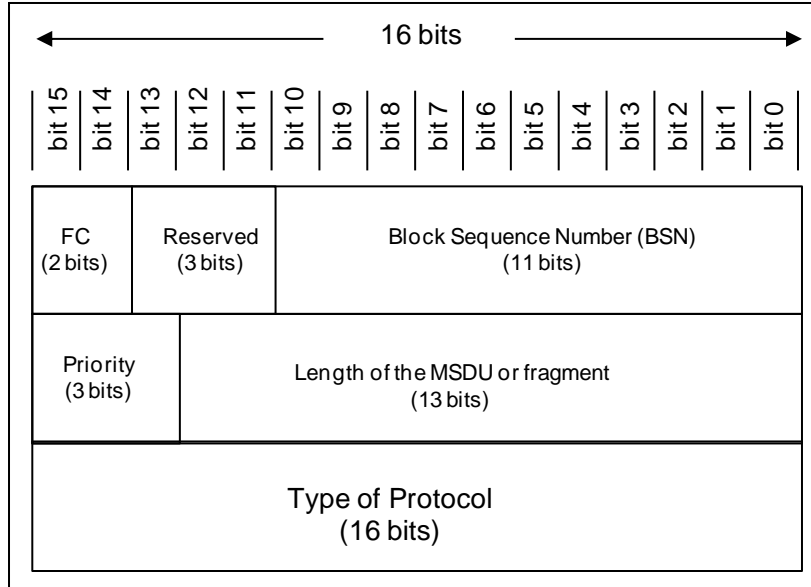 16 bits
bit 15
bit 14
bit 13
bit 12
bit 11
bit 10
bit 9
bit 8
bit 7
bit 6
bit 5
bit 4
bit 3
bit 2
bit 1
bit 0
FC
(2 bits)
Reserved
(3 bits)
Block Sequence Number (BSN)
(11 bits)
Priority
(3 bits)
Length of the MSDU or fragment
(13 bits)
Type of Protocol
(16 bits)